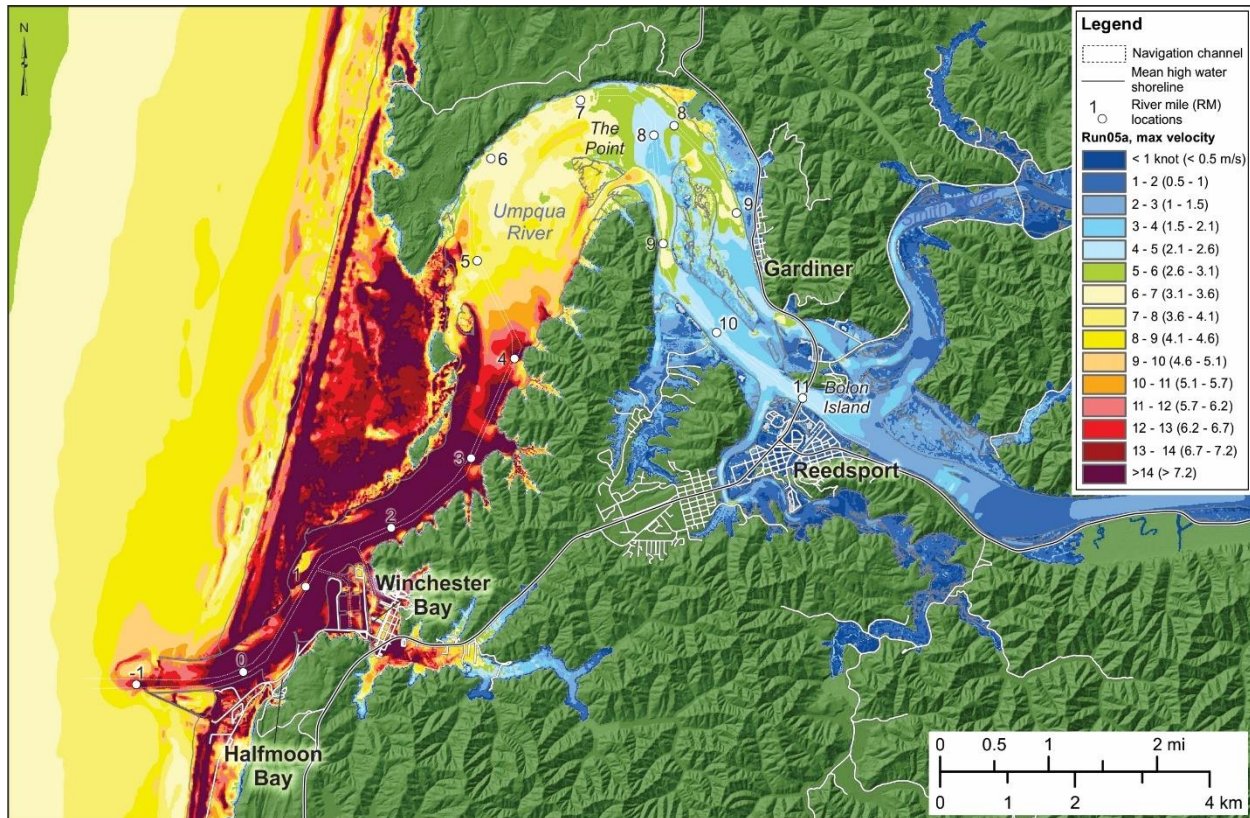 N
Legend
Navigation channel
Mean high water
shoreline
1 River mile (RM)
locations
Run05a, max velocity
< 1 knot (< 0.5 m/s)
1 - 2 (0.5 - 1)
2 - 3 (1 - 1.5)
3 - 4 (1.5 - 2.1)
4 - 5 (2.1 - 2.6)
5 - 6 (2.6 - 3.1)
6 - 7 (3.1 - 3.6)
7 - 8 (3.6 - 4.1)
8 - 9 (4.1 - 4.6)
9 - 10 (4.6 - 5.1)
10 - 11 (5.1 - 5.7)
11 - 12 (5.7 - 6.2)
12 - 13 (6.2 - 6.7)
13 - 14 (6.7 - 7.2)
>14 (> 7.2)
7
The
Point
8
8
6
Umpqua
River
Smith River
9
9
5
Gardiner
10
4
11
Bolon
Island
3
Reedsport
2
1
Winchester
Bay
0
-1
Halfmoon
Bay
0 0.5 1 2 mi
0 1 2 4 km